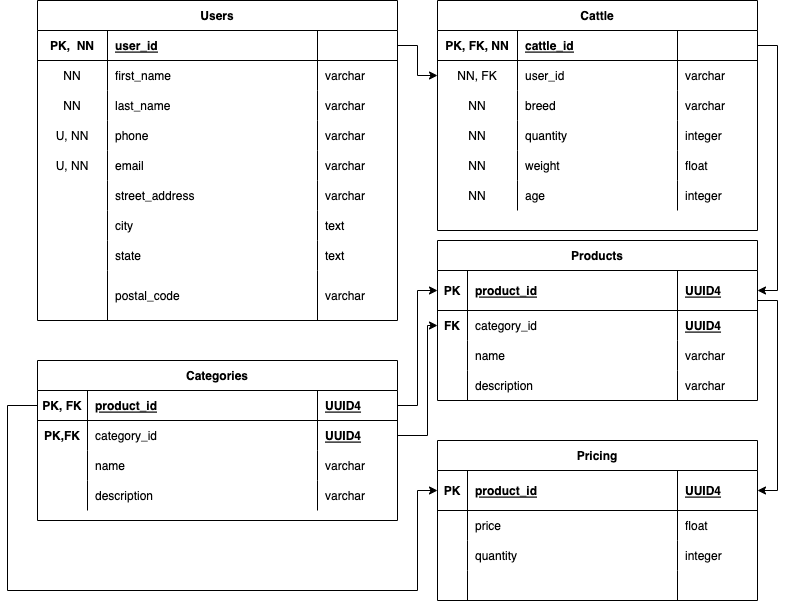 Users
PK, NN user_id
NN first_name varchar
NN last_name varchar
U, NN phone varchar
U, NN email varchar
street_address varchar
city text
state text
postal_code varchar
Cattle
PK, FK, NN cattle_id
NN, FK user_id varchar
NN breed varchar
NN quantity integer
NN weight float
NN age integer
Products
PK product_id UUID4
FK category_id UUID4
name varchar
description varchar
Categories
PK, FK product_id UUID4
PK,FK category_id UUID4
name varchar
description varchar
Pricing
PK product_id UUID4
price float
quantity integer